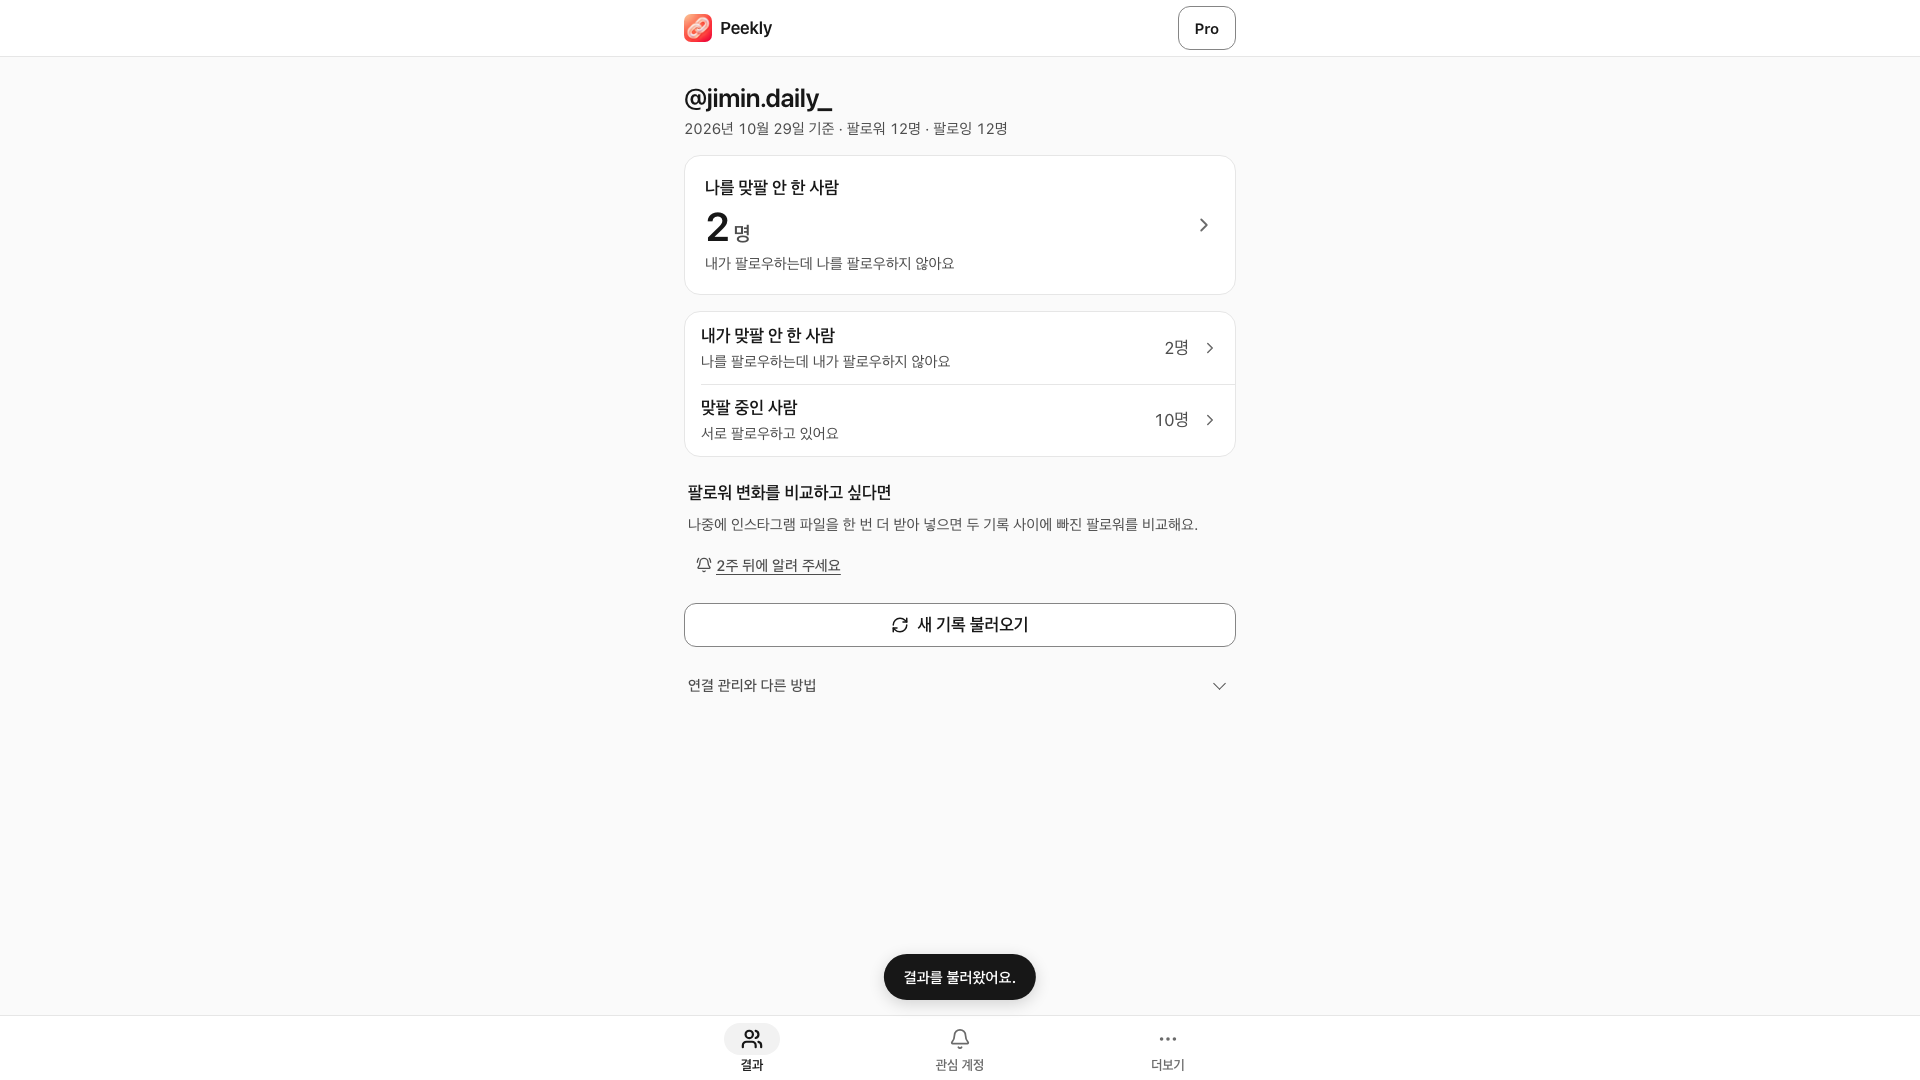 Peekly
Pro
@jimin.daily_
2026년 10월 29일 기준 · 팔로워 12명 · 팔로잉 12명
나를 맞팔 안 한 사람
2 명
내가 팔로우하는데 나를 팔로우하지 않아요
내가 맞팔 안 한 사람
나를 팔로우하는데 내가 팔로우하지 않아요
2명
맞팔 중인 사람
서로 팔로우하고 있어요
10명
팔로워 변화를 비교하고 싶다면
나중에 인스타그램 파일을 한 번 더 받아 넣으면 두 기록 사이에 빠진 팔로워를 비교해요.
2주 뒤에 알려 주세요
새 기록 불러오기
연결 관리와 다른 방법
결과를 불러왔어요.
결과
관심 계정
더보기